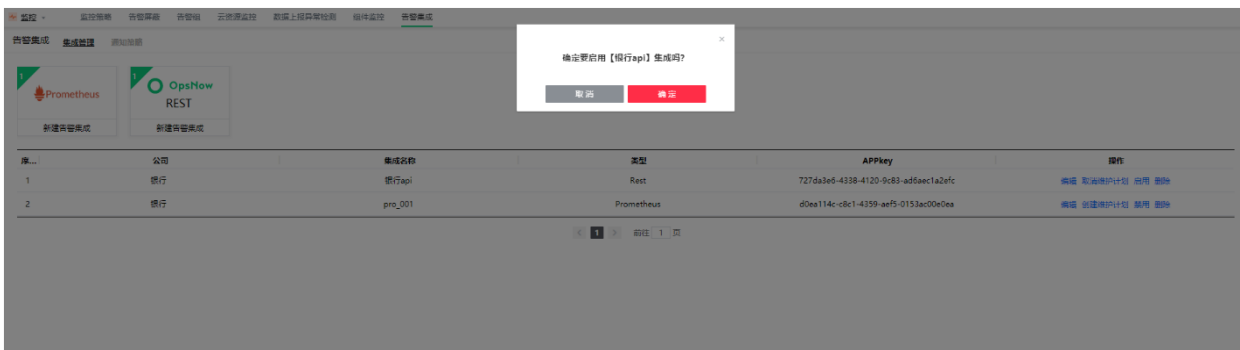 监控
监控策略 告警屏蔽 告警组 云资源监控 数据上报异常检测 组件监控 告警集成
告警集成 集成管理 通知策略
确定要启用【银行api】集成吗?
取消 确定
1 Prometheus
新建告警集成
1 OpsNow
REST
新建告警集成
序... 公司 集成名称 类型 APPkey 操作
1 银行 银行api Rest 727da3e6-4338-4120-9c83-ad6aec1a2efc 编辑 取消维护计划 启用 删除
2 银行 pro_001 Prometheus d0ea114c-c8c1-4359-aef5-0153ac00e0ea 编辑 创建维护计划 禁用 删除
< 1 > 前往 1 页